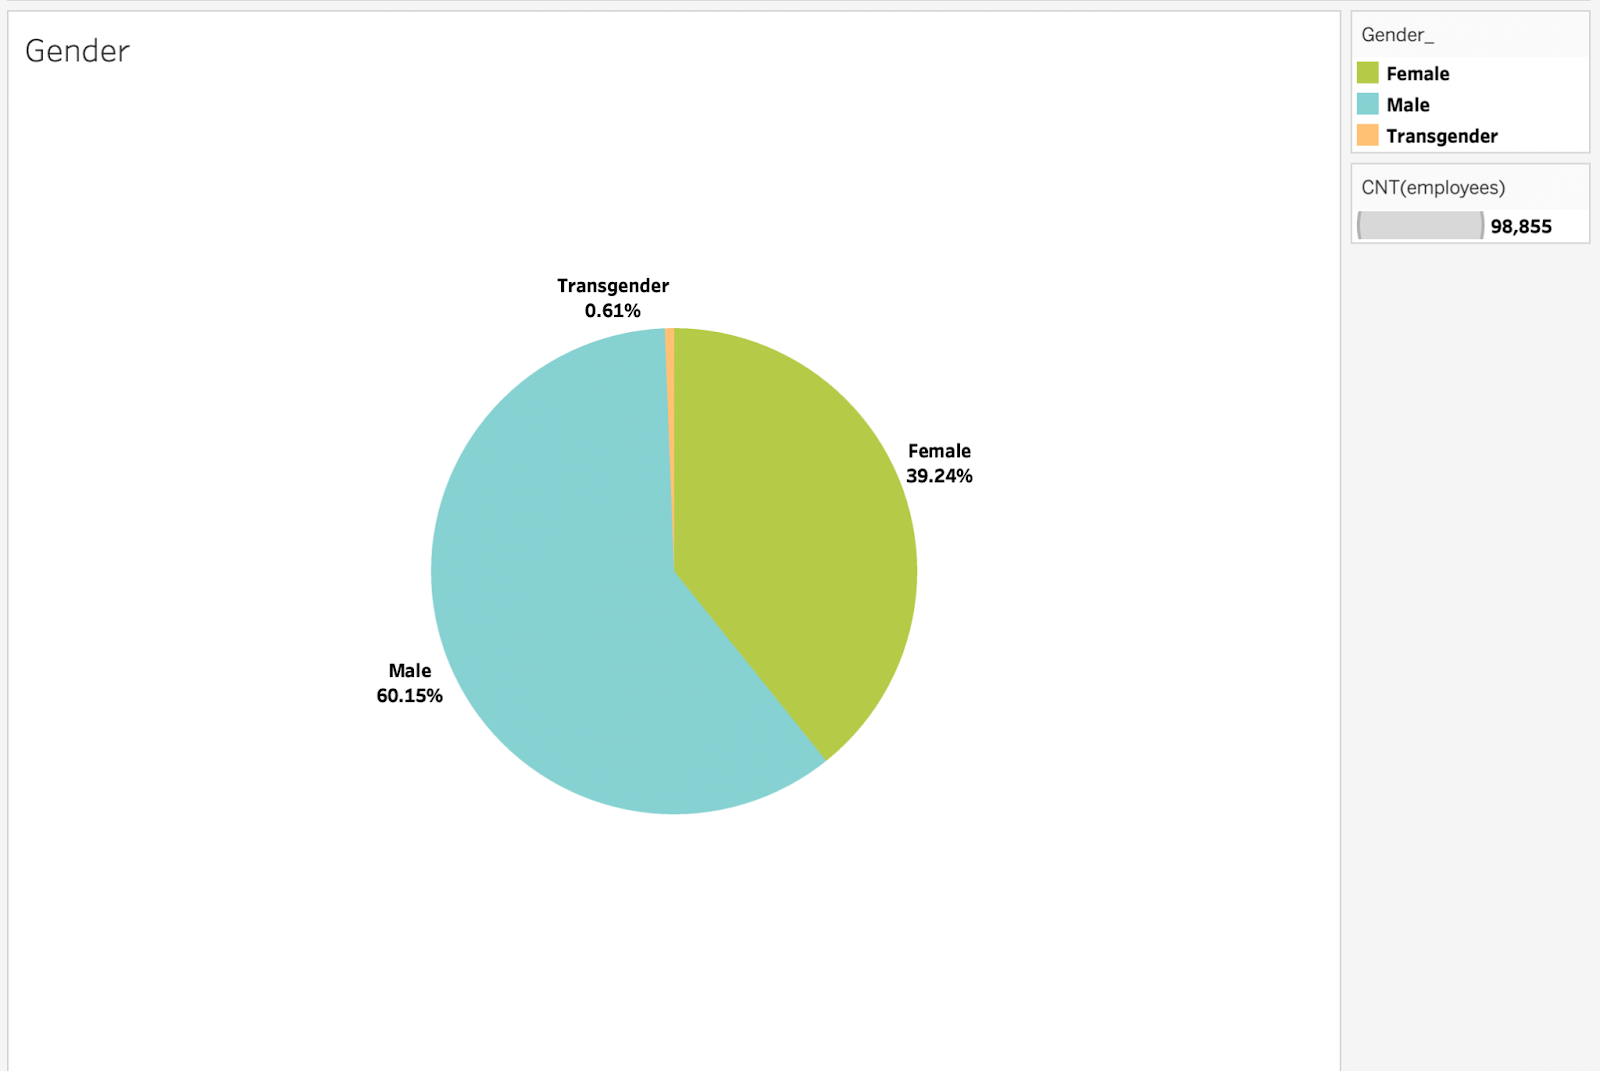 Gender
Transgender
0.61%
Female
39.24%
Male
60.15%
Gender_
Female
Male
Transgender
CNT(employees)
98,855